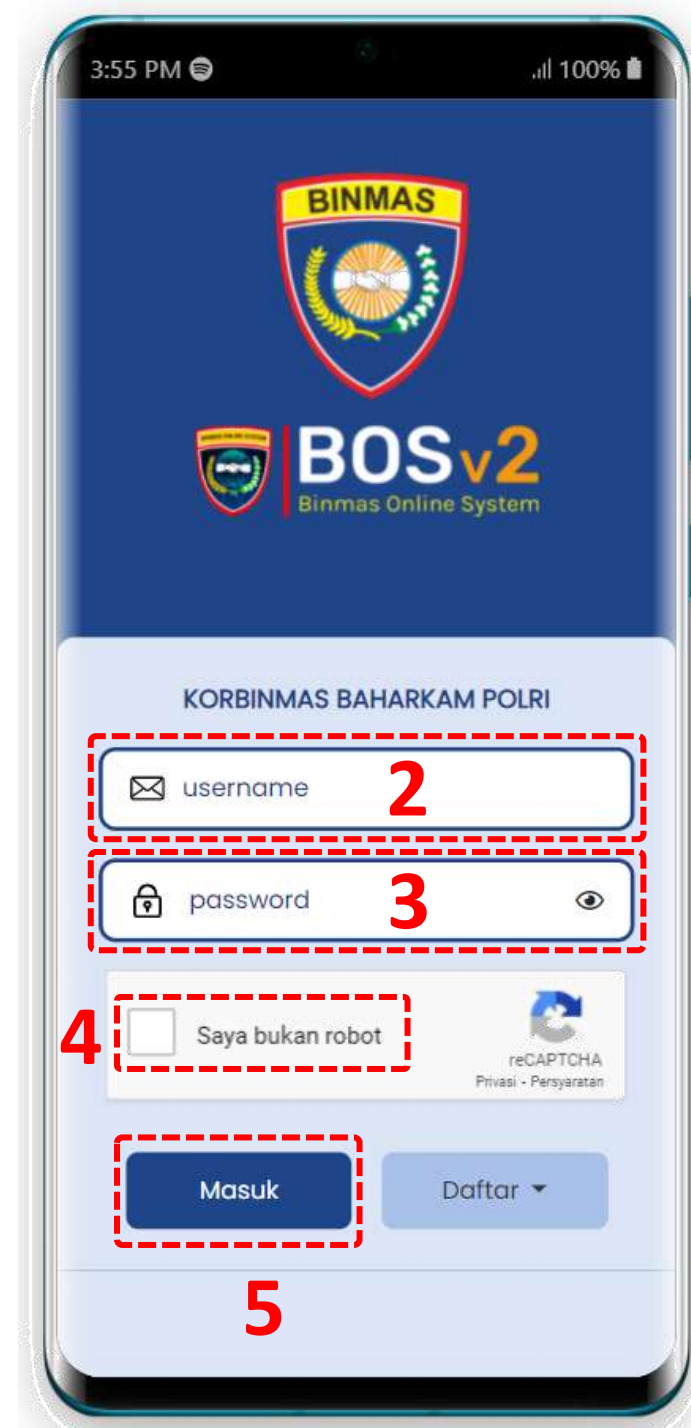 3:55 PM 100%
BINMAS
BOSv2
Binmas Online System
KORBINMAS BAHARKAM POLRI
username 2
password 3
4 Saya bukan robot
reCAPTCHA
Privasi - Persyaratan
Masuk Daftar
5